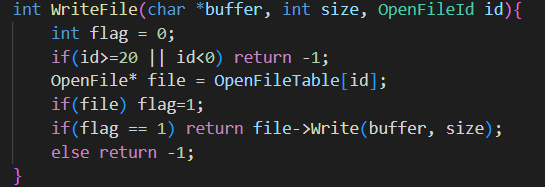 int WriteFile(char *buffer, int size, OpenFileId id){
    int flag = 0;
    if(id>=20 || id<0) return -1;
    OpenFile* file = OpenFileTable[id];
    if(file) flag=1;
    if(flag == 1) return file->Write(buffer, size);
    else return -1;
}